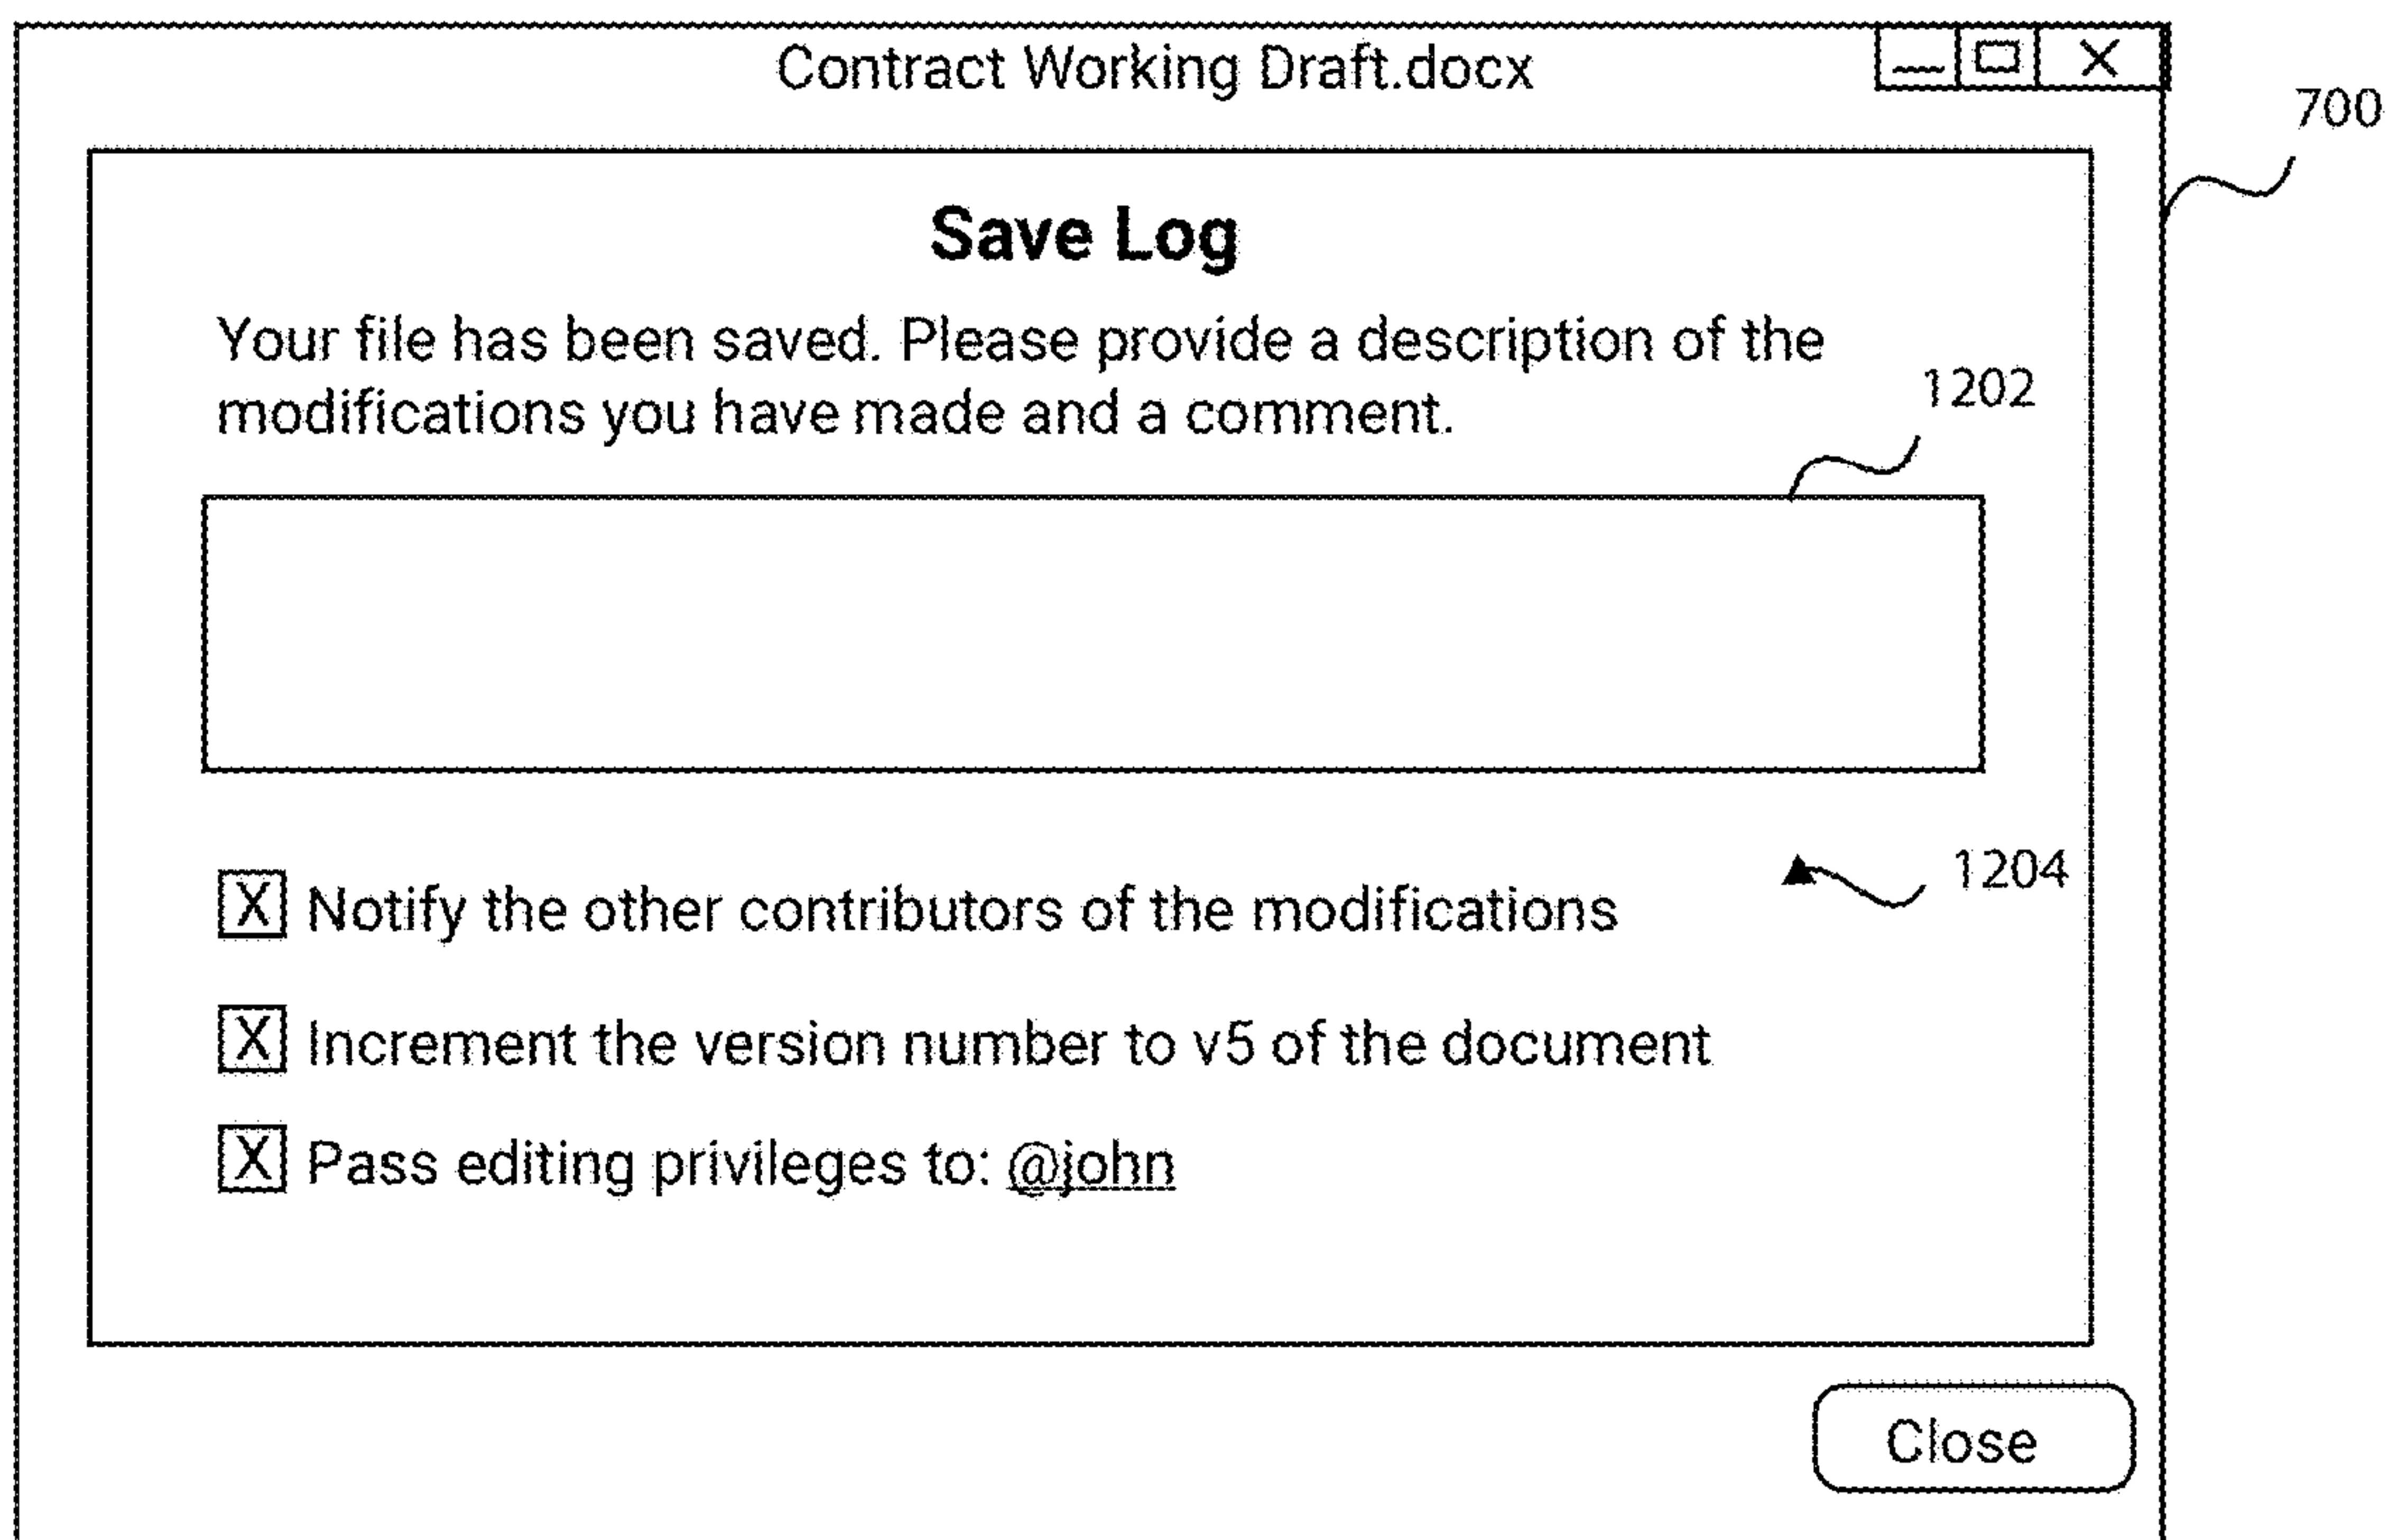 Contract Working Draft.docx
700
Save Log
Your file has been saved. Please provide a description of the
modifications you have made and a comment.
1202
1204
X Notify the other contributors of the modifications
X Increment the version number to v5 of the document
X Pass editing privileges to: @john
Close